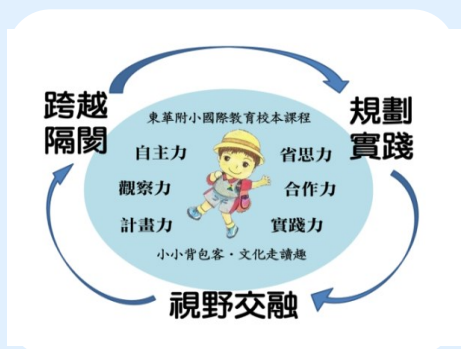 跨越
隔閡
規劃
實踐
東華附小國際教育校本課程
自主力
省思力
觀察力
合作力
計畫力
實踐力
小小背包客・文化走讀趣
視野交融